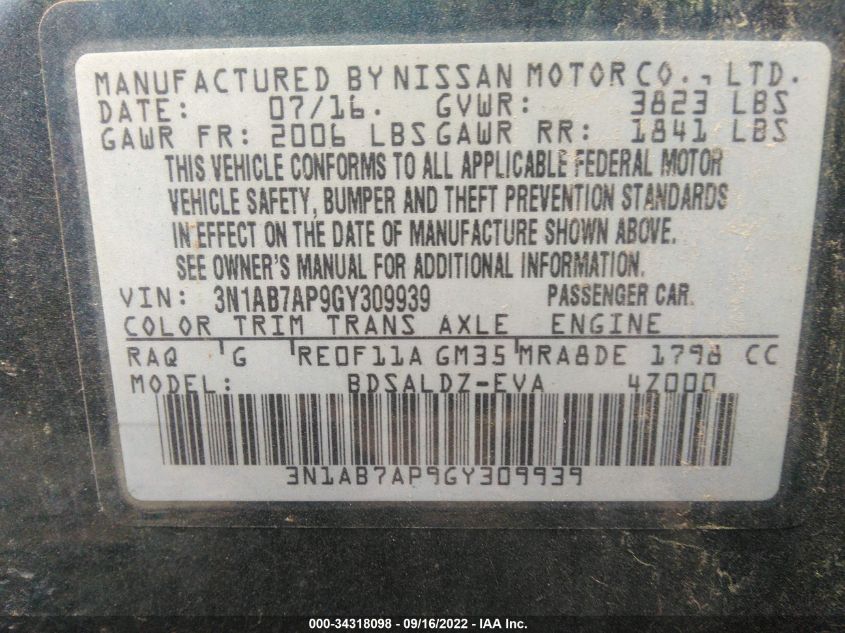 MANUFACTURED BY NISSAN MOTOR CO., LTD.
DATE: 07/16. GVWR: 3823 LBS
GAWR FR: 2006 LBS GAWR RR: 1841 LBS
THIS VEHICLE CONFORMS TO ALL APPLICABLE FEDERAL MOTOR
VEHICLE SAFETY, BUMPER AND THEFT PREVENTION STANDARDS
IN EFFECT ON THE DATE OF MANUFACTURE SHOWN ABOVE.
SEE OWNER'S MANUAL FOR ADDITIONAL INFORMATION.
VIN: 3N1AB7AP9GY309939 PASSENGER CAR.
COLOR TRIM TRANS AXLE ENGINE
RAQ G RE0F11A GM35 MRA8DE 1798 CC
MODEL: BDSALDZ-EVA 4Z000
3N1AB7AP9GY309939
000-34318098 - 09/16/2022 - IAA Inc.